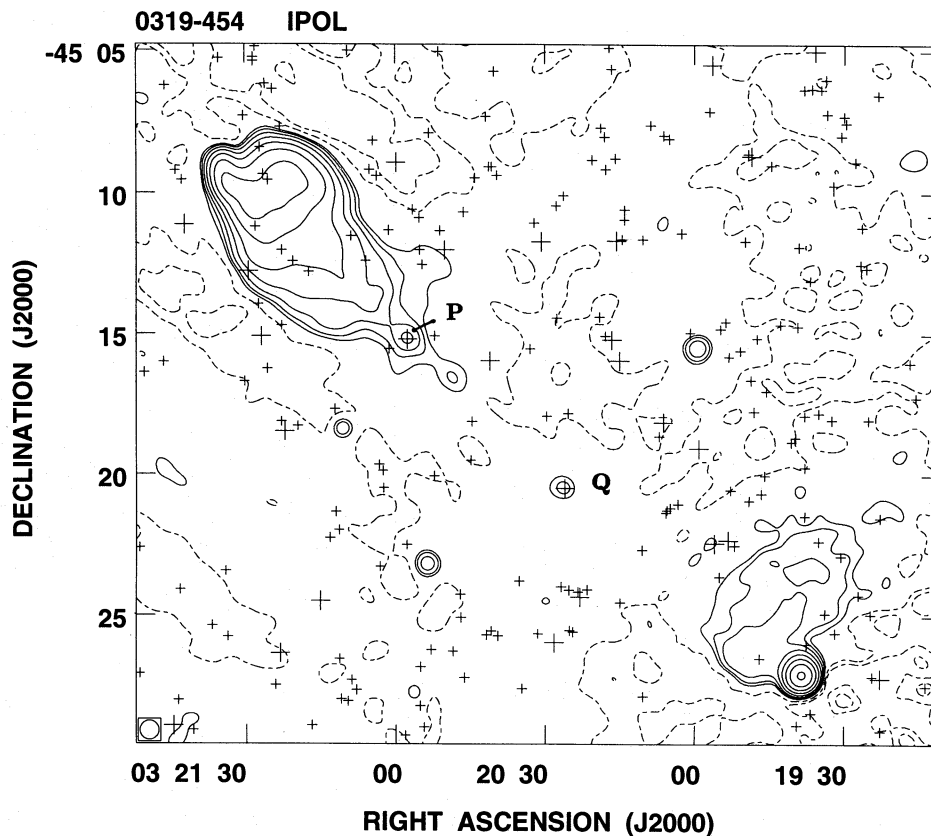 0319-454 IPOL
-45 05
10
P
15
20
Q
25
DECLINATION (J2000)
03 21 30 00 20 30 00 19 30
RIGHT ASCENSION (J2000)